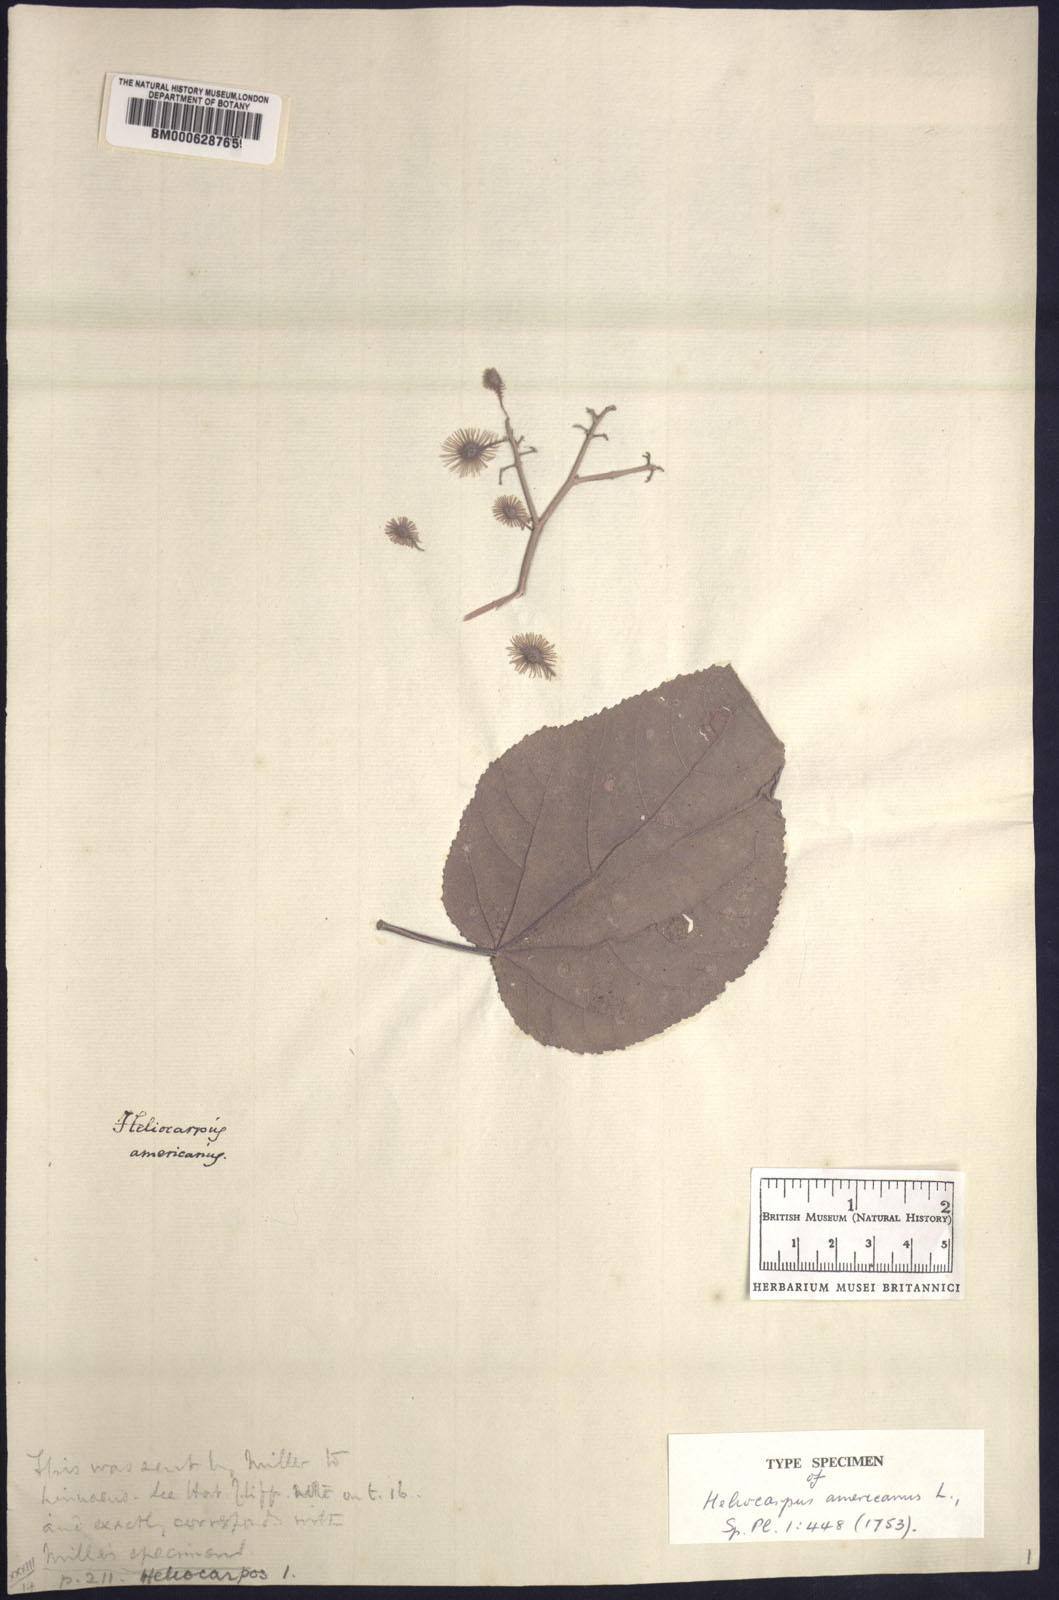 THE NATURAL HISTORY MUSEUM, LONDON
DEPARTMENT OF BOTANY
BM000628765
Heliocarpus
americanus.
1 2
BRITISH MUSEUM (NATURAL HISTORY)
1 2 3 4 5
HERBARIUM MUSEI BRITANNICI
This was sent by Miller to
Linnaeus. See Hort. Cliff. note on t. 16.
and exactly corresponds with
Miller's specimens
XXVIII
14
p. 211. Heliocarpos 1.
TYPE SPECIMEN
of
Heliocarpus americanus L.,
Sp. Pl. 1:448 (1753).
1